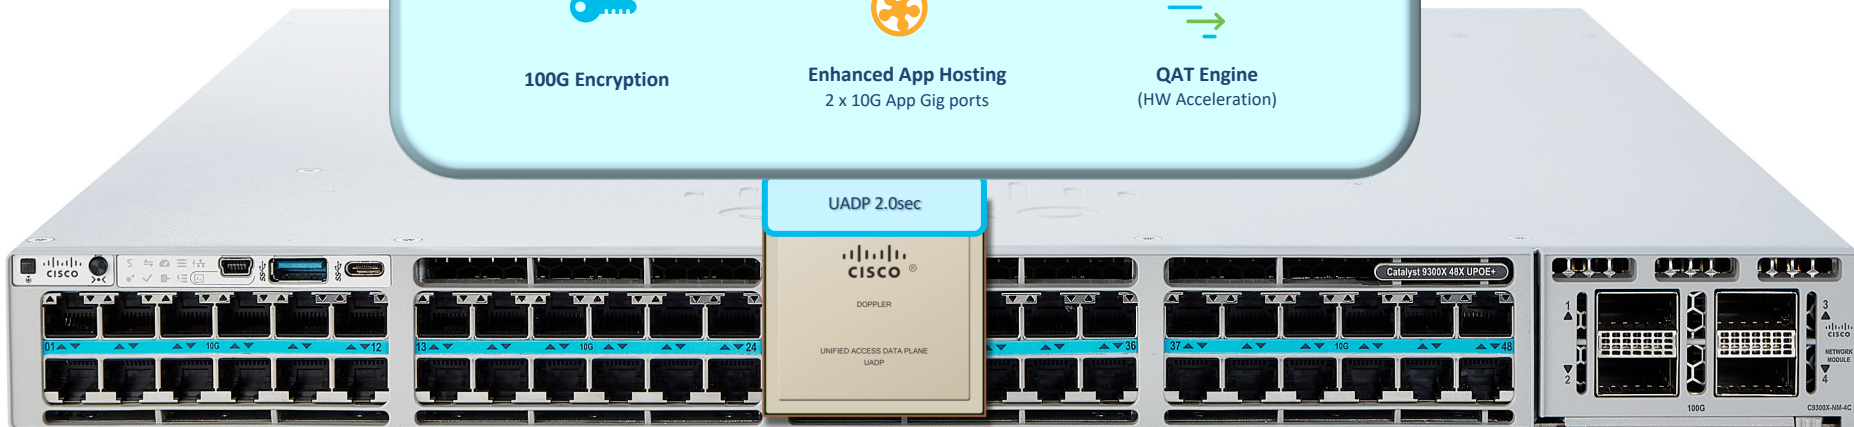 100G Encryption
Enhanced App Hosting
2 x 10G App Gig ports
QAT Engine
(HW Acceleration)
UADP 2.0sec
CISCO
S
SS
SS
CISCO ®
DOPPLER
UNIFIED ACCESS DATA PLANE
UADP
Catalyst 9300X 48X UPOE+
01 10G 12
13 10G 24
36
37 10G 48
1
2
3
4
CISCO
NETWORK
MODULE
100G
C9300X-NM-4C